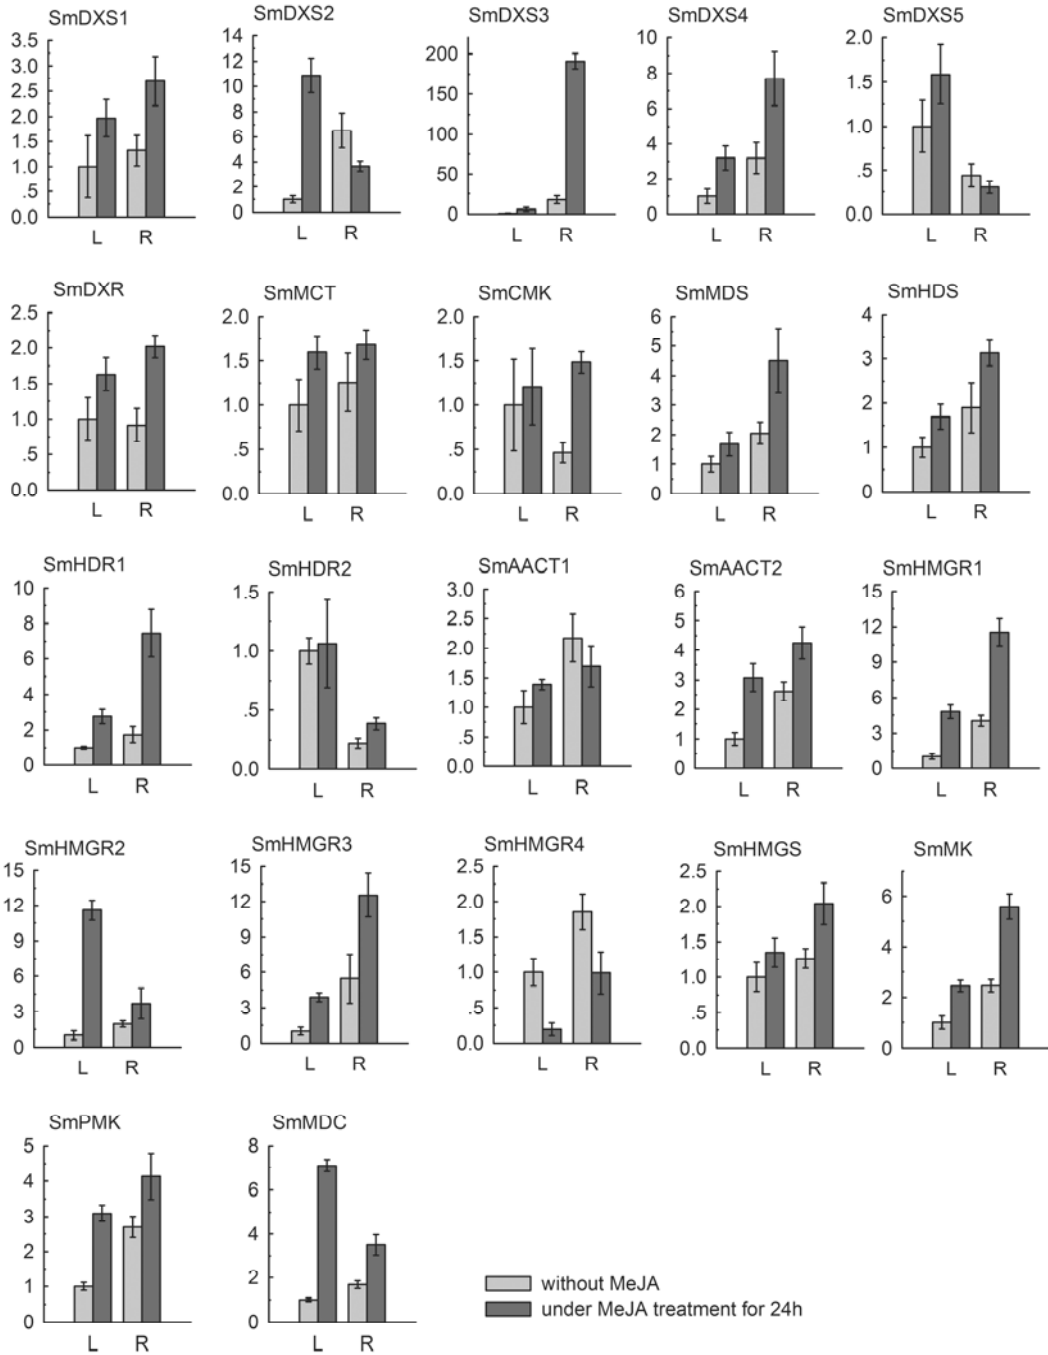 SmDXS1 SmDXS2 SmDXS3 SmDXS4 SmDXS5
3.5 14 200 10 2.0
3.0 12 150 8 1.5
2.5 10 100 6 1.0
2.0 8 50 4 .5
1.5 6 0 2 0.0
1.0 4 0
.5 2
0.0 0
L R L R L R L R L R
SmDXR SmMCT SmCMK SmMDS SmHDS
2.5 2.0 2.0 6 4
2.0 1.5 1.5 5 3
1.5 1.0 1.0 4 2
1.0 .5 .5 3 1
.5 0.0 0.0 2 0
0.0 1
0
L R L R L R L R L R
SmHDR1 SmHDR2 SmAACT1 SmAACT2 SmHMGR1
10 1.5 3.0 6 15
8 1.0 2.5 5 12
6 .5 2.0 4 9
4 0.0 1.5 3 6
2 1.0 2 3
0 .5 1 0
0.0 0
L R L R L R L R L R
SmHMGR2 SmHMGR3 SmHMGR4 SmHMGS SmMK
15 15 2.5 2.5 6
12 12 2.0 2.0 4
9 9 1.5 1.5 2
6 6 1.0 1.0 0
3 3 .5 .5
0 0 0.0 0.0
L R L R L R L R L R
SmPMK SmMDC
5 8
4 6
3 4
2 2
1 0
0
L R L R
without MeJA
under MeJA treatment for 24h